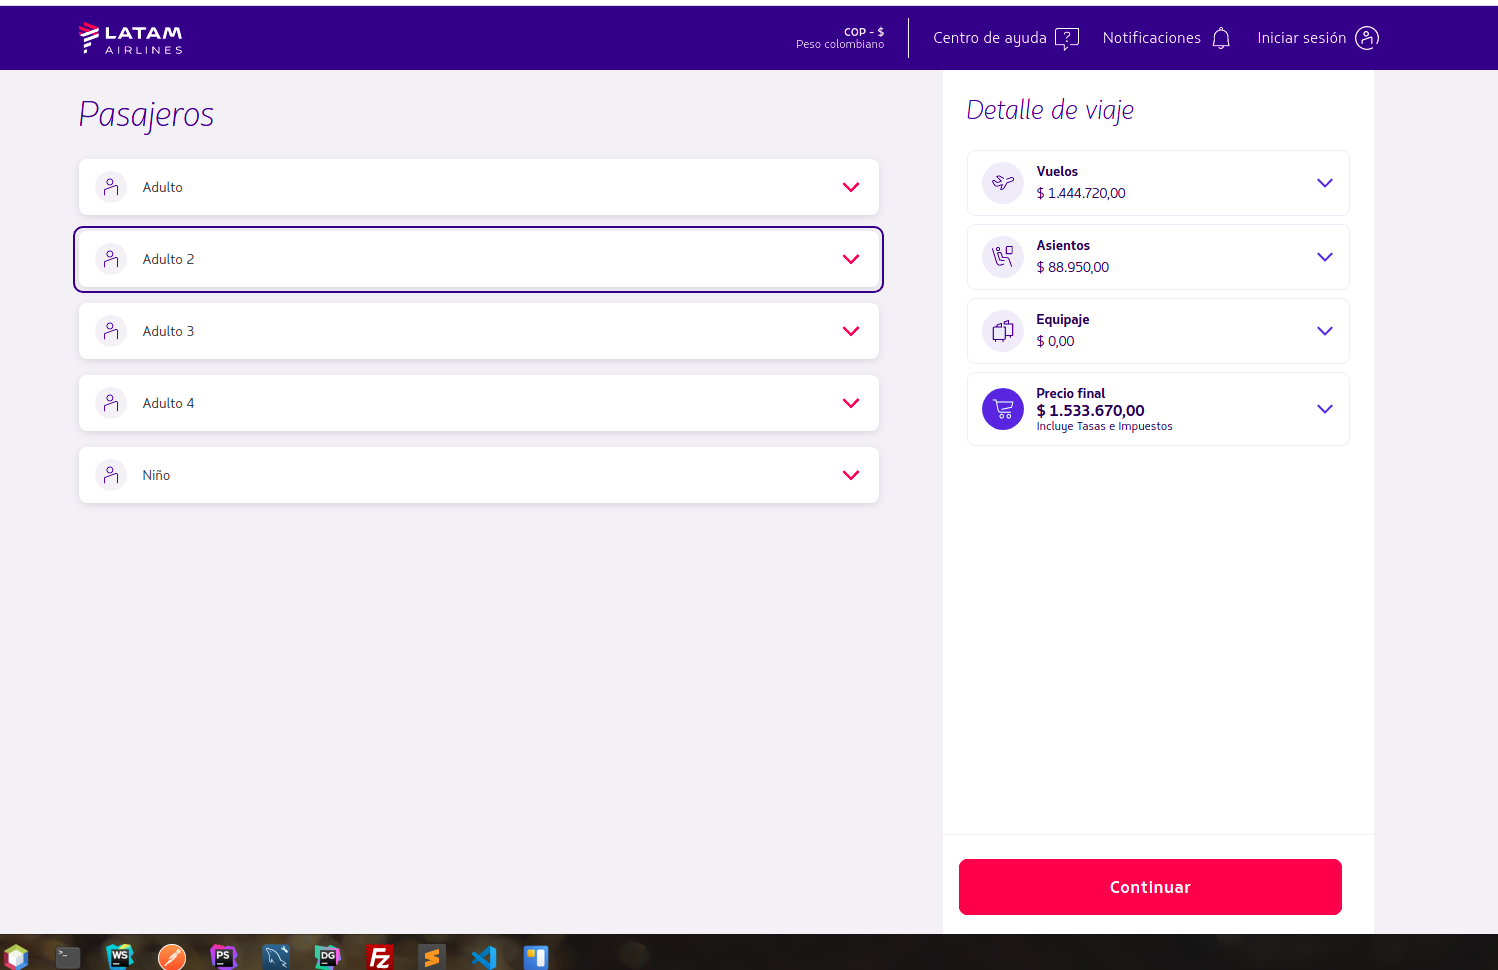 LATAM
AIRLINES
COP - $
Peso colombiano
Centro de ayuda
?
Notificaciones
Iniciar sesión
Pasajeros
Adulto
Adulto 2
Adulto 3
Adulto 4
Niño
Detalle de viaje
Vuelos
$ 1.444.720,00
Asientos
$ 88.950,00
Equipaje
$ 0,00
Precio final
$ 1.533.670,00
Incluye Tasas e Impuestos
Continuar
>_
WS
PS
DG
FZ